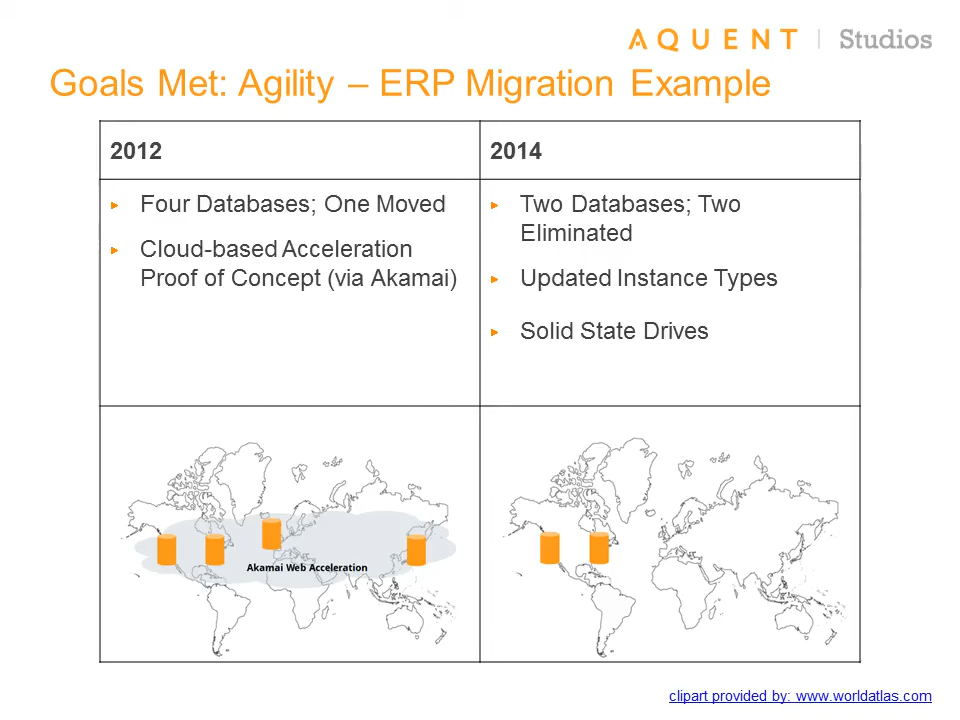 AQUENT | Studios
Goals Met: Agility – ERP Migration Example
2012
2014
Four Databases; One Moved
Cloud-based Acceleration
Proof of Concept (via Akamai)
Two Databases; Two
Eliminated
Updated Instance Types
Solid State Drives
Akamai Web Acceleration
clipart provided by: www.worldatlas.com